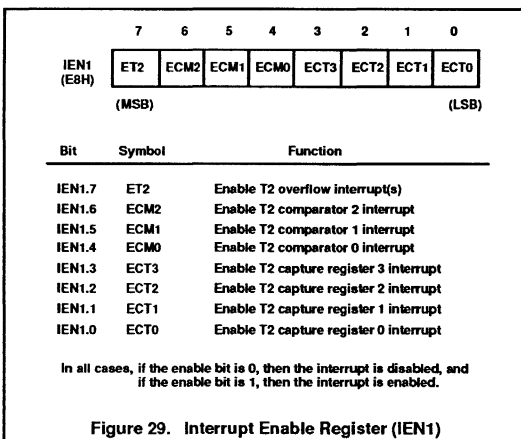 7 6 5 4 3 2 1 0
IEN1 ET2 ECM2 ECM1 ECM0 ECT3 ECT2 ECT1 ECT0
(E8H)
(MSB) (LSB)
Bit Symbol Function
IEN1.7 ET2 Enable T2 overflow interrupt(s)
IEN1.6 ECM2 Enable T2 comparator 2 interrupt
IEN1.5 ECM1 Enable T2 comparator 1 interrupt
IEN1.4 ECM0 Enable T2 comparator 0 interrupt
IEN1.3 ECT3 Enable T2 capture register 3 interrupt
IEN1.2 ECT2 Enable T2 capture register 2 interrupt
IEN1.1 ECT1 Enable T2 capture register 1 interrupt
IEN1.0 ECT0 Enable T2 capture register 0 interrupt
In all cases, if the enable bit is 0, then the interrupt is disabled, and
if the enable bit is 1, then the interrupt is enabled.
Figure 29. Interrupt Enable Register (IEN1)